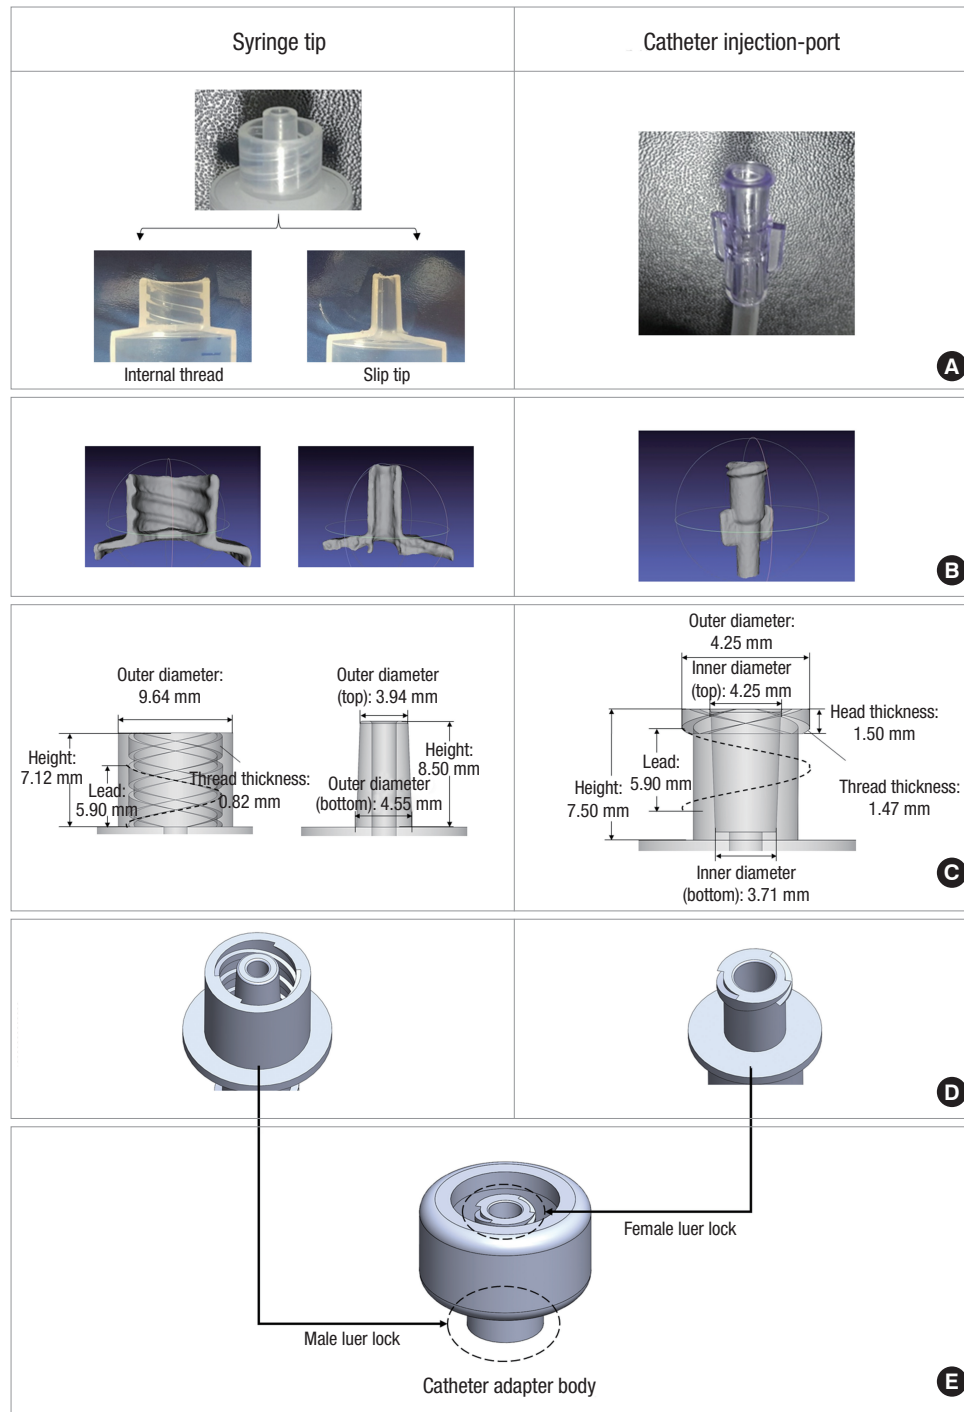 Syringe tip
Catheter injection-port
Internal thread
Slip tip
A
B
Outer diameter:
9.64 mm
Height:
7.12 mm
Lead:
5.90 mm
Thread thickness:
0.82 mm
Outer diameter
(top): 3.94 mm
Height:
8.50 mm
Outer diameter
(bottom): 4.55 mm
Outer diameter:
4.25 mm
Inner diameter
(top): 4.25 mm
Head thickness:
1.50 mm
Lead:
5.90 mm
Height:
7.50 mm
Thread thickness:
1.47 mm
Inner diameter
(bottom): 3.71 mm
C
D
Female luer lock
Male luer lock
Catheter adapter body
E